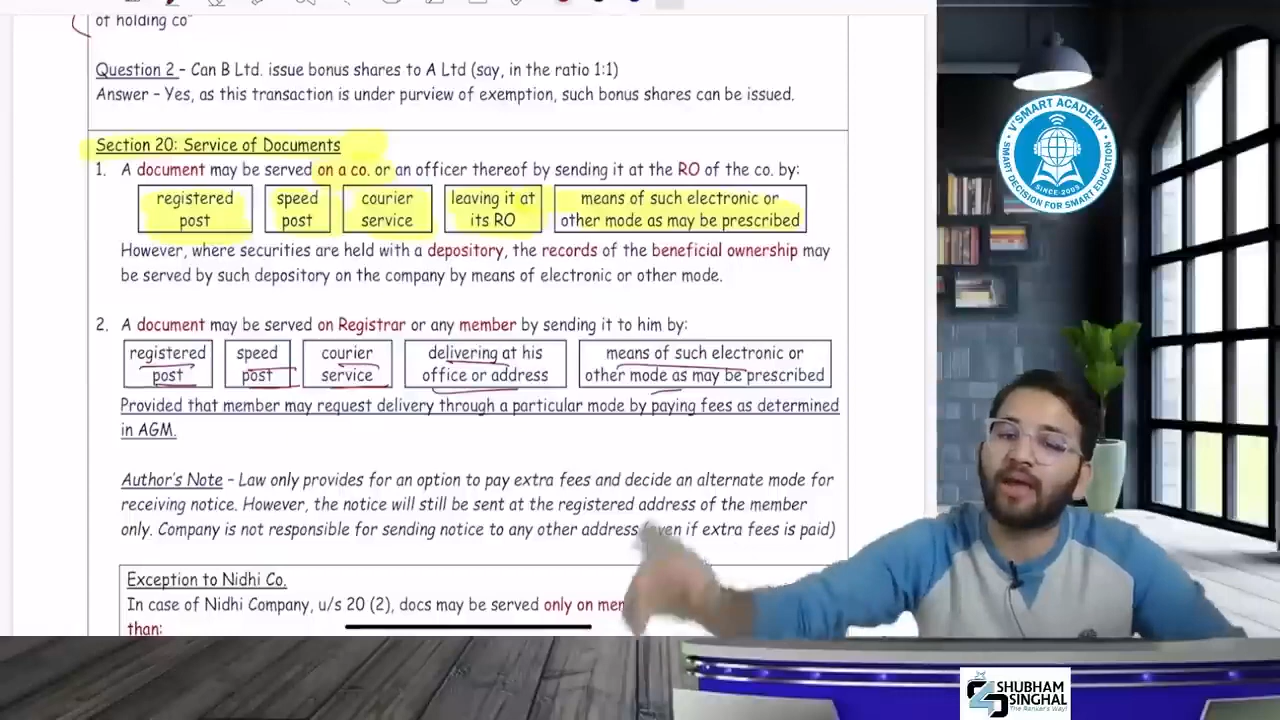 of holding co"
Question 2 – Can B Ltd. issue bonus shares to A Ltd (say, in the ratio 1:1)
Answer – Yes, as this transaction is under purview of exemption, such bonus shares can be issued.
Section 20: Service of Documents
1. A document may be served on a co. or an officer thereof by sending it at the RO of the co. by:
registered
post
speed
post
courier
service
leaving it at
its RO
means of such electronic or
other mode as may be prescribed
However, where securities are held with a depository, the records of the beneficial ownership may
be served by such depository on the company by means of electronic or other mode.
2. A document may be served on Registrar or any member by sending it to him by:
registered
post
speed
post
courier
service
delivering at his
office or address
means of such electronic or
other mode as may be prescribed
Provided that member may request delivery through a particular mode by paying fees as determined
in AGM.
Author's Note – Law only provides for an option to pay extra fees and decide an alternate mode for
receiving notice. However, the notice will still be sent at the registered address of the member
only. Company is not responsible for sending notice to any other address if extra fees is paid)
Exception to Nidhi Co.
In case of Nidhi Company, u/s 20 (2), docs may be served only on
than:
V'SMART ACADEMY
SINCE-2009
SMART DECISION FOR SMART EDUCATION
SHUBHAM
SINGHAL
The Ranker's Way!